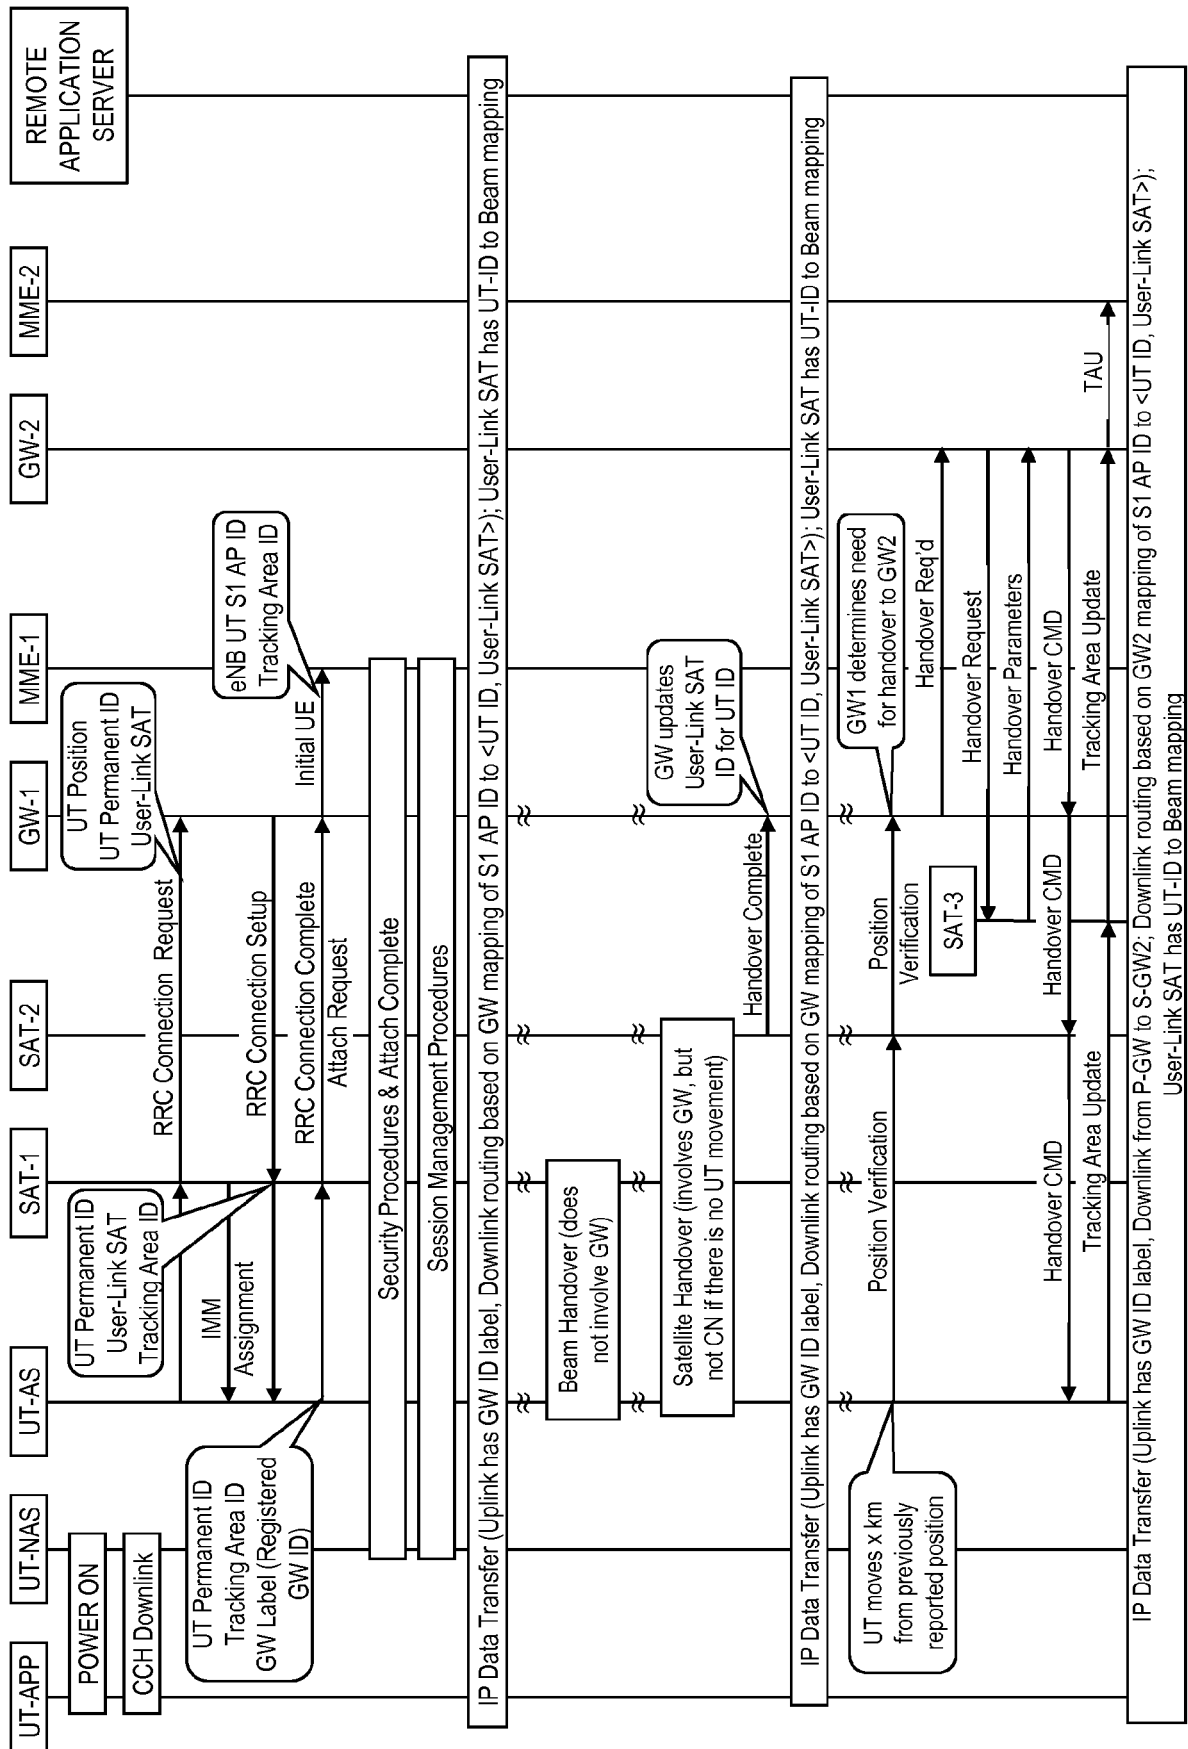 UT-APP
UT-NAS
UT-AS
SAT-1
SAT-2
GW-1
MME-1
GW-2
MME-2
REMOTE
APPLICATION
SERVER
POWER ON
CCH Downlink
UT Permanent ID
User-Link SAT
Tracking Area ID
RRC Connection Request
UT Position
UT Permanent ID
User-Link SAT
IMM
Assignment
RRC Connection Setup
UT Permanent ID
Tracking Area ID
GW Label (Registered
GW ID)
RRC Connection Complete
Attach Request
Initial UE
eNB UT S1 AP ID
Tracking Area ID
Security Procedures & Attach Complete
Session Management Procedures
IP Data Transfer (Uplink has GW ID label, Downlink routing based on GW mapping of S1 AP ID to <UT ID, User-Link SAT>); User-Link SAT has UT-ID to Beam mapping
Beam Handover (does
not involve GW)
Satellite Handover (involves GW, but
not CN if there is no UT movement)
Handover Complete
GW updates
User-Link SAT
ID for UT ID
IP Data Transfer (Uplink has GW ID label, Downlink routing based on GW mapping of S1 AP ID to <UT ID, User-Link SAT>); User-Link SAT has UT-ID to Beam mapping
UT moves x km
from previously
reported position
Position Verification
Position
Verification
GW1 determines need
for handover to GW2
SAT-3
Handover Req'd
Handover Request
Handover Parameters
Handover CMD
Handover CMD
Handover CMD
Tracking Area Update
Tracking Area Update
TAU
IP Data Transfer (Uplink has GW ID label, Downlink from P-GW to S-GW2; Downlink routing based on GW2 mapping of S1 AP ID to <UT ID, User-Link SAT>);
User-Link SAT has UT-ID to Beam mapping